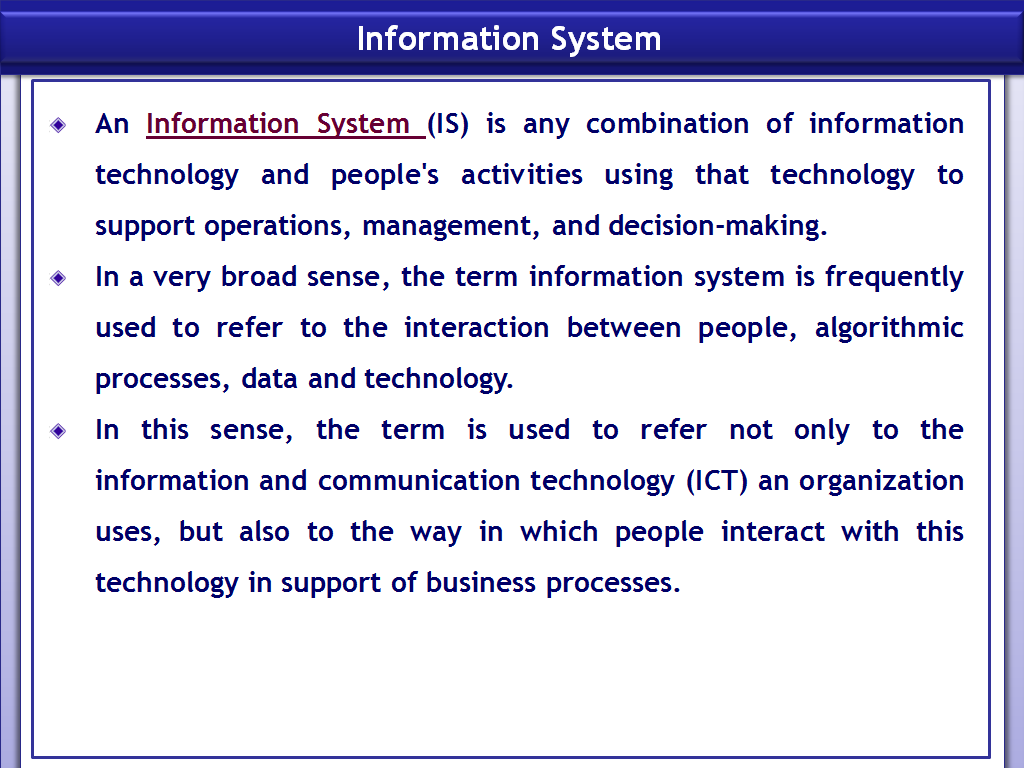 Information System
An Information System (IS) is any combination of information
technology and people's activities using that technology to
support operations, management, and decision-making.
In a very broad sense, the term information system is frequently
used to refer to the interaction between people, algorithmic
processes, data and technology.
In this sense, the term is used to refer not only to the
information and communication technology (ICT) an organization
uses, but also to the way in which people interact with this
technology in support of business processes.